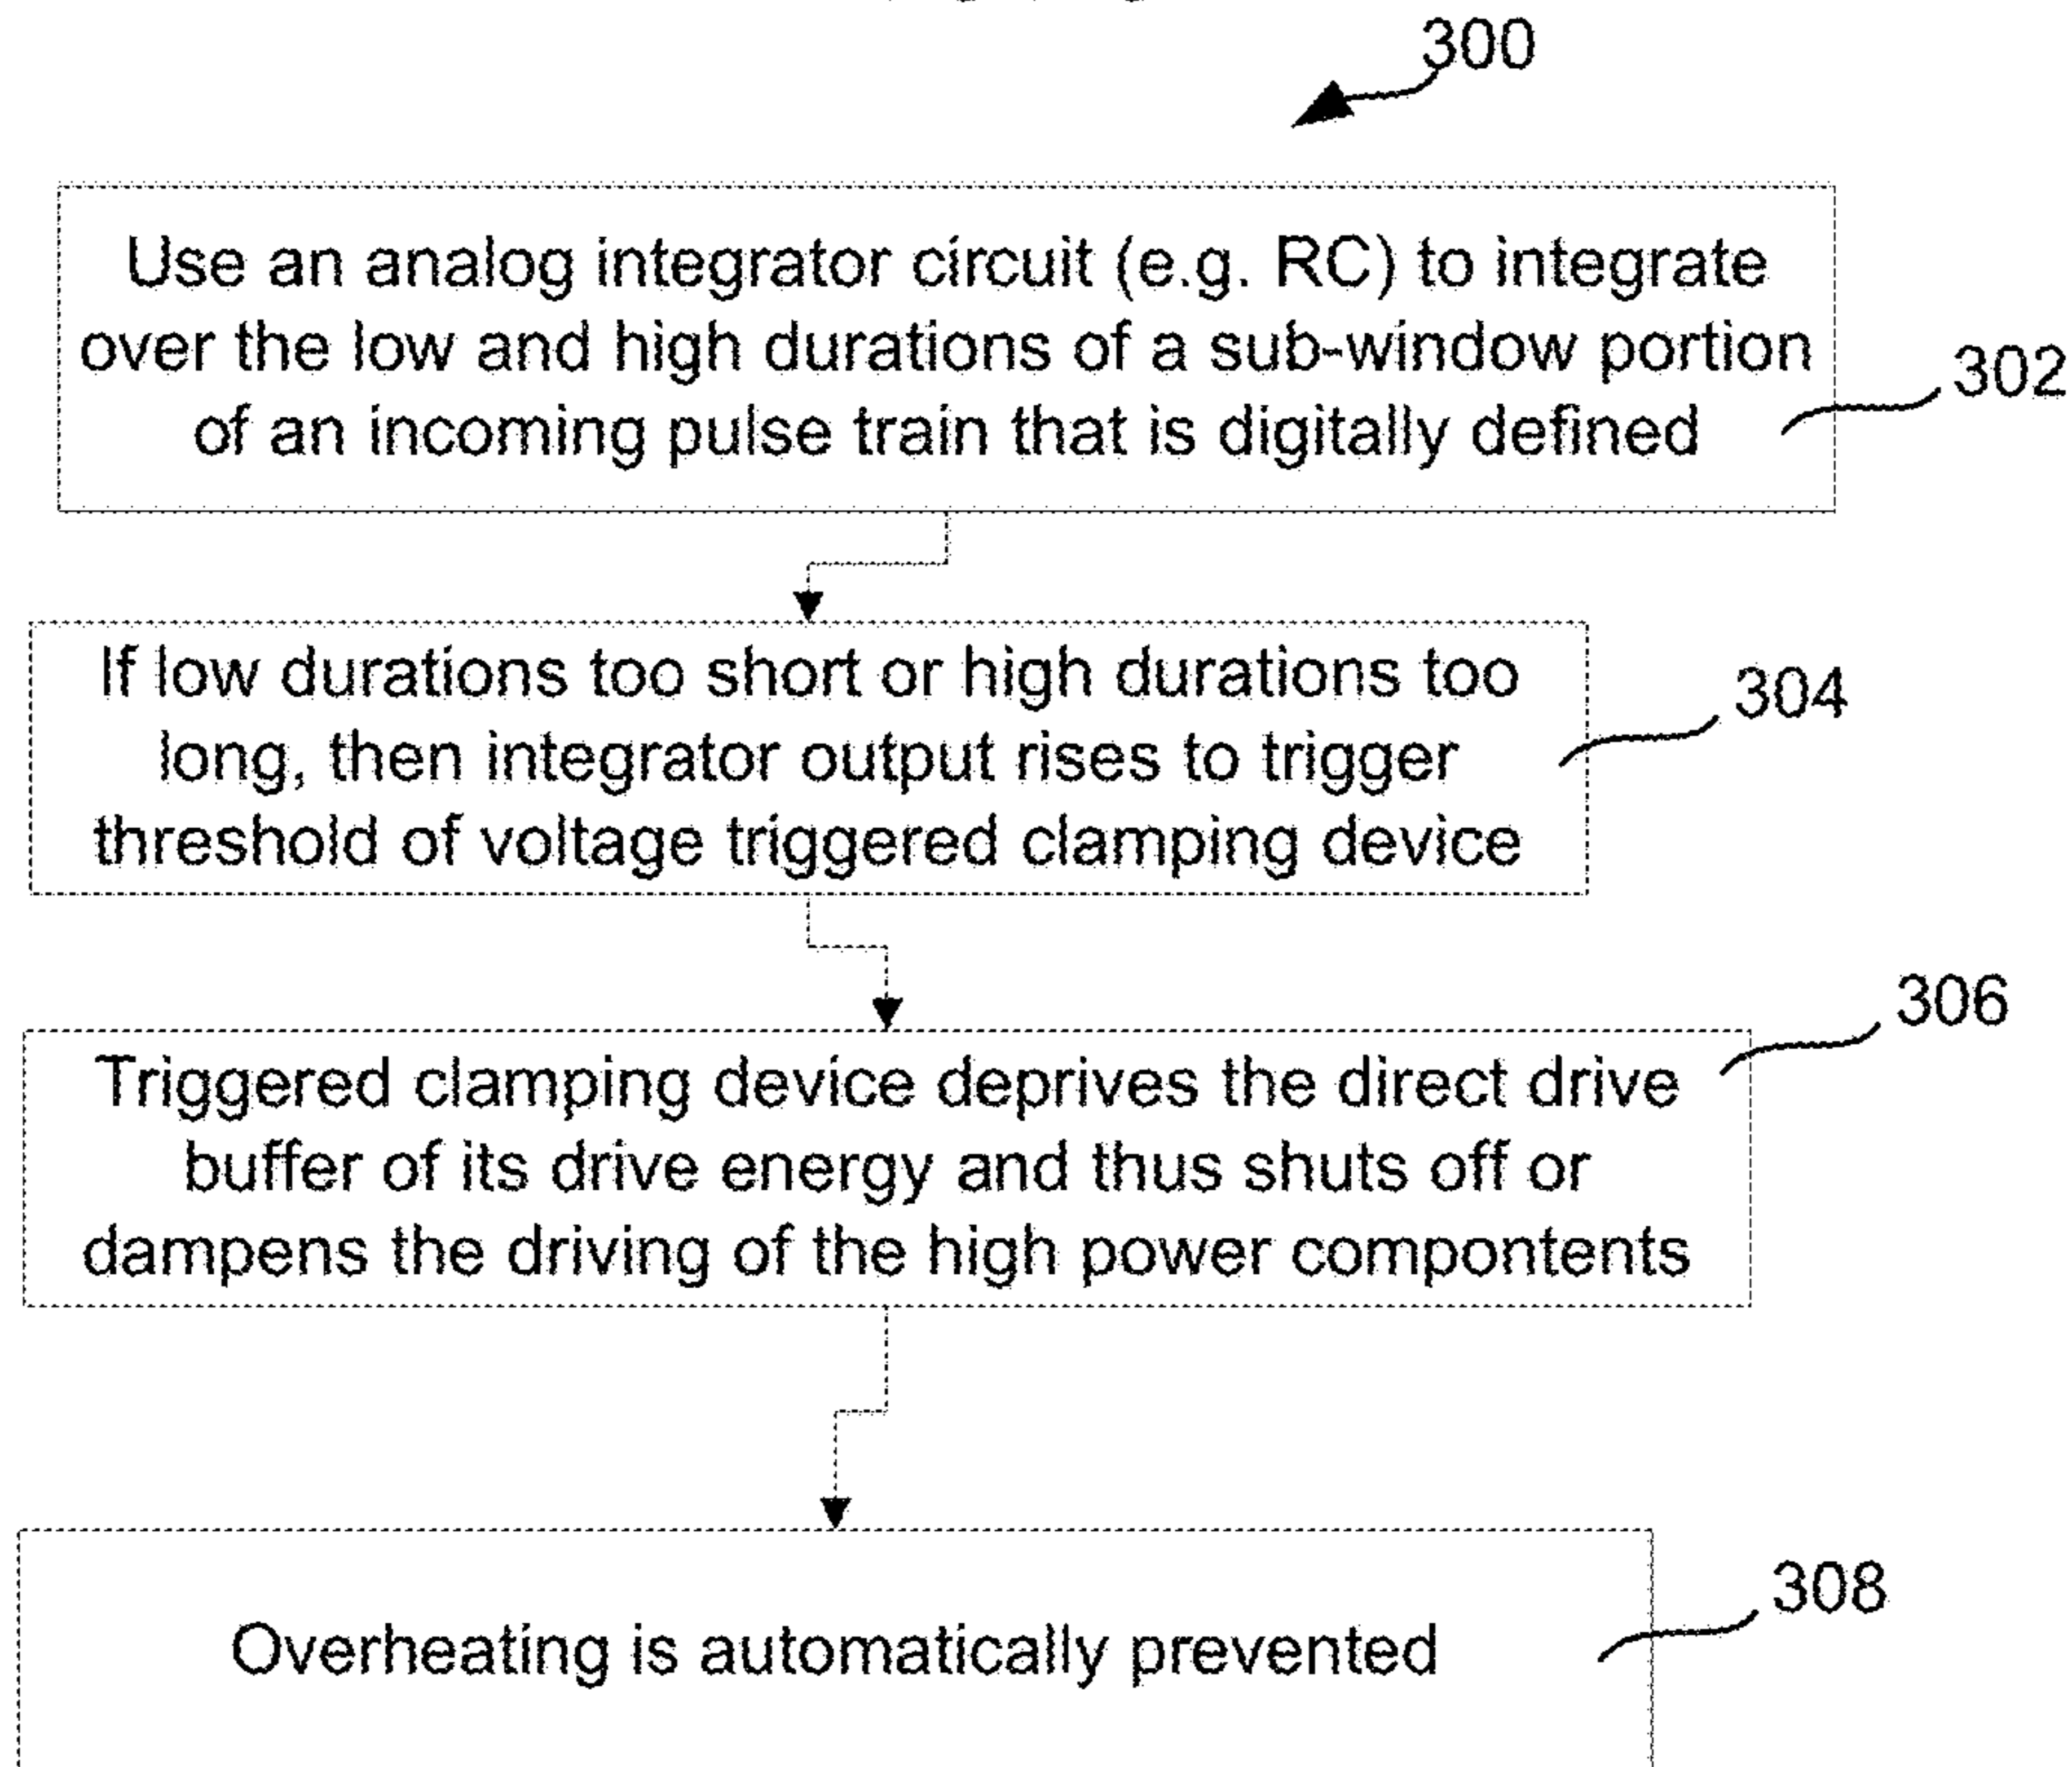 300
Use an analog integrator circuit (e.g. RC) to integrate
over the low and high durations of a sub-window portion
of an incoming pulse train that is digitally defined
302
If low durations too short or high durations too
long, then integrator output rises to trigger
threshold of voltage triggered clamping device
304
306
Triggered clamping device deprives the direct drive
buffer of its drive energy and thus shuts off or
dampens the driving of the high power compontents
308
Overheating is automatically prevented